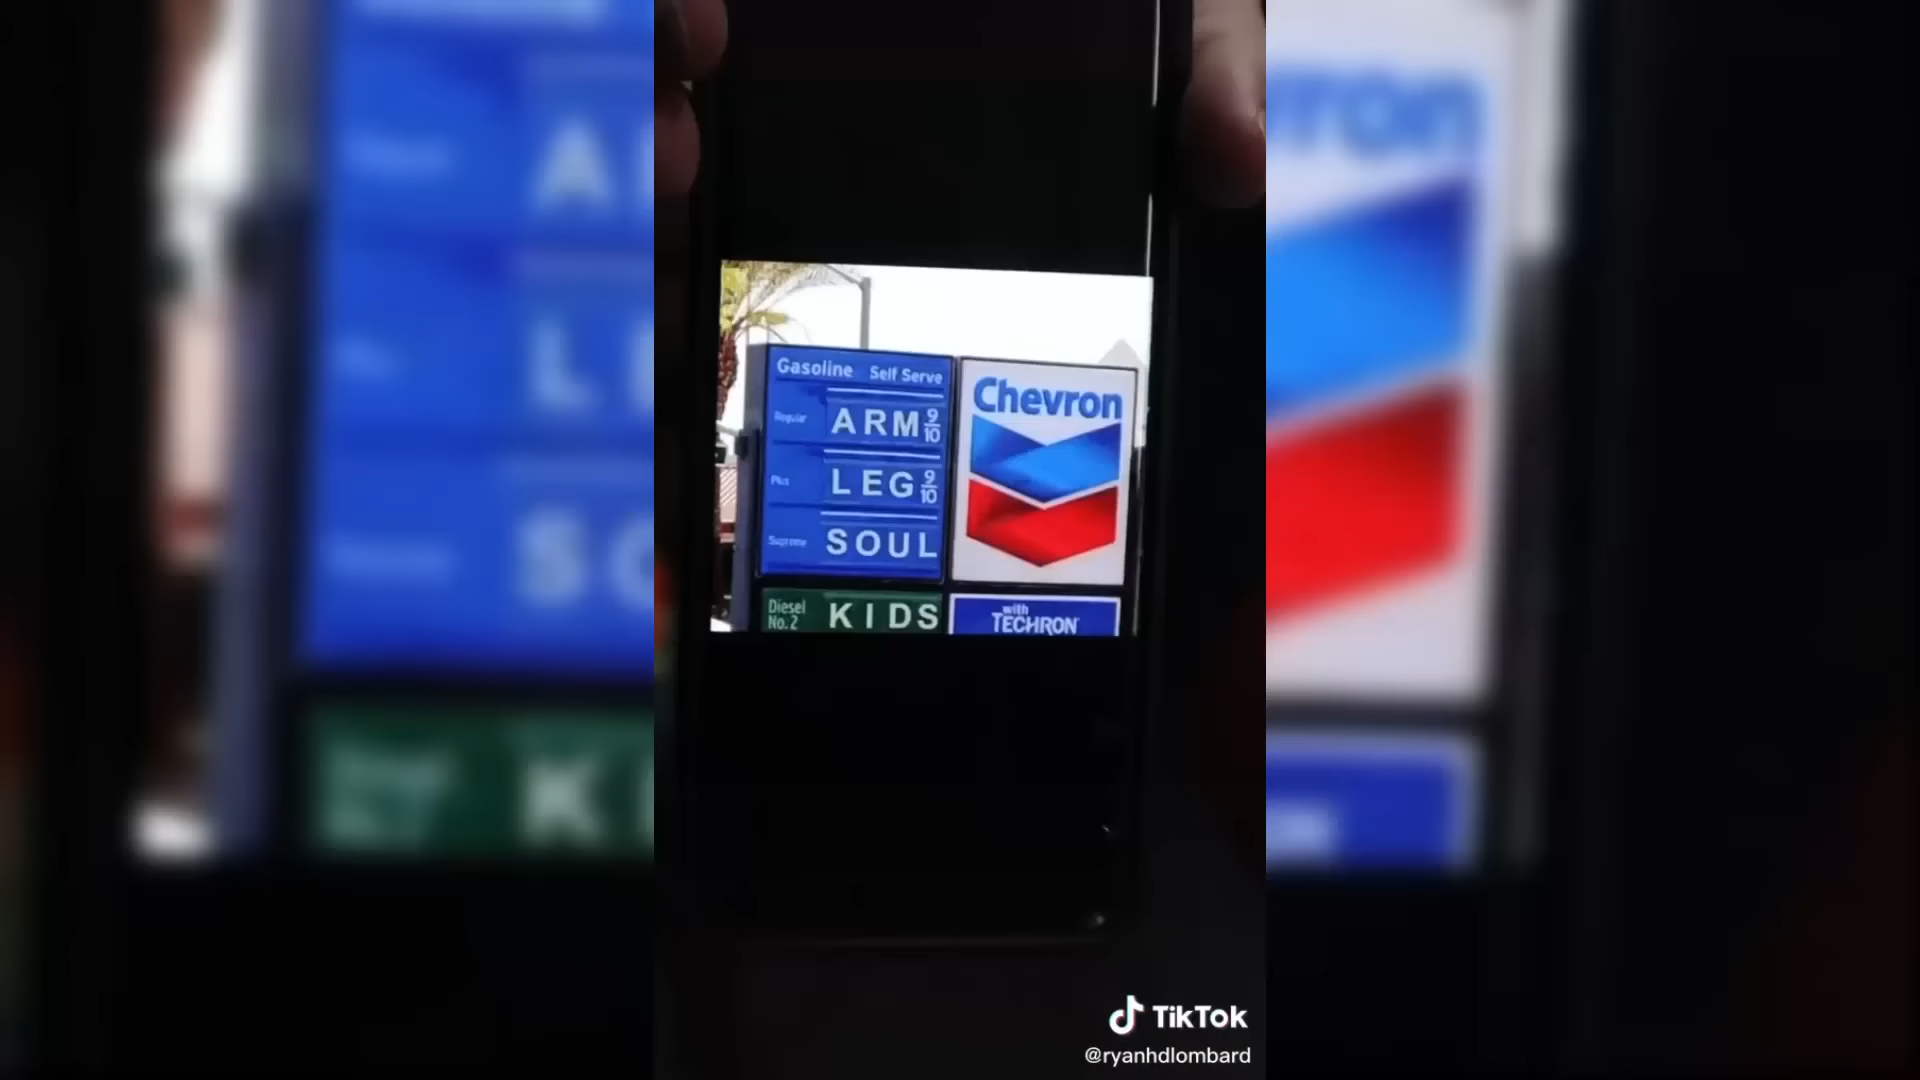 Gasoline Self Serve
Regular ARM 9/10
Plus LEG 9/10
Supreme SOUL
Diesel No. 2 KIDS
Chevron
with
TECHRON
TikTok
@ryanhdlombard